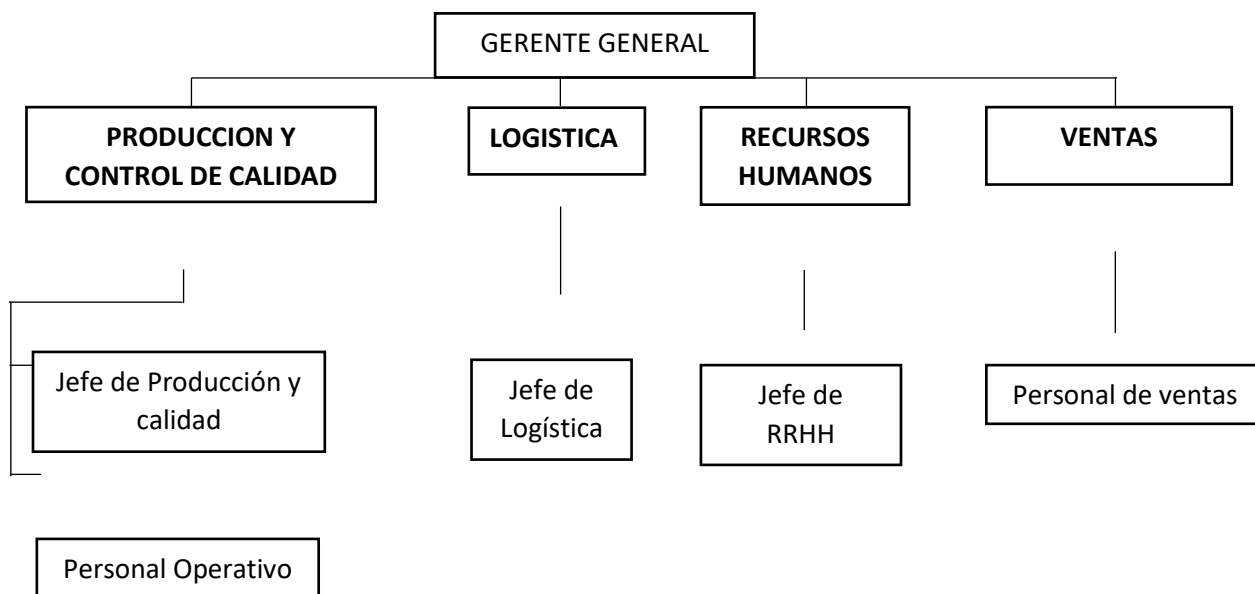 GERENTE GENERAL
PRODUCCION Y
CONTROL DE CALIDAD
LOGISTICA
RECURSOS
HUMANOS
VENTAS
Jefe de Producción y
calidad
Jefe de
Logística
Jefe de
RRHH
Personal de ventas
Personal Operativo